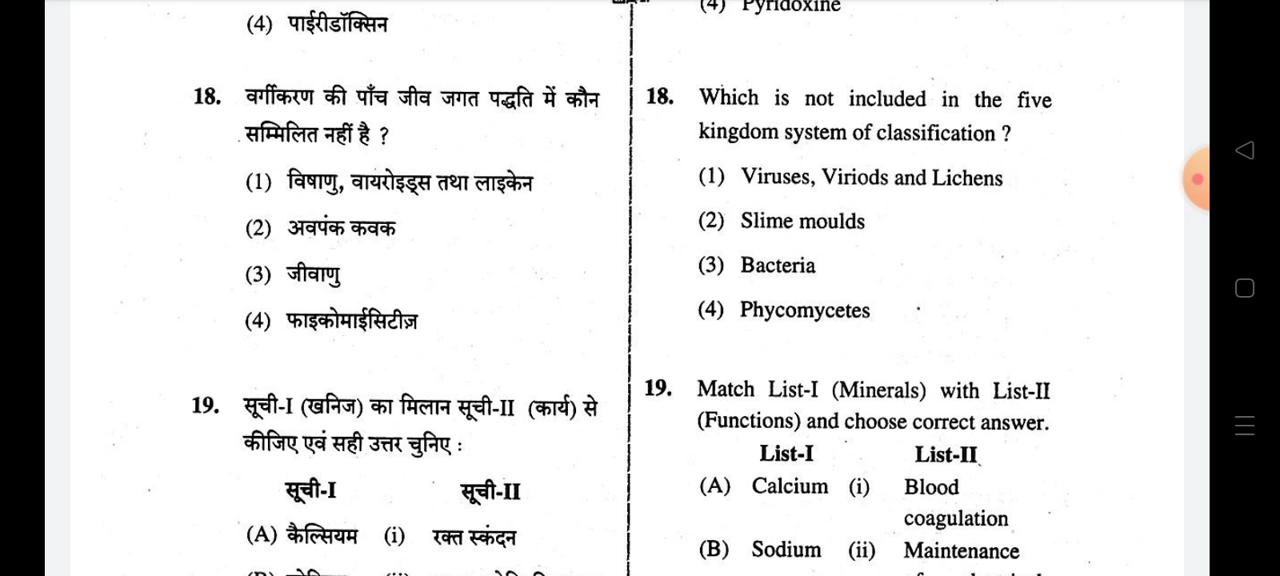 (4) पाईरीडॉक्सिन
18. वर्गीकरण की पाँच जीव जगत पद्धति में कौन
सम्मिलित नहीं है ?
(1) विषाणु, वायरोइड्स तथा लाइकेन
(2) अवपंक कवक
(3) जीवाणु
(4) फाइकोमाईसिटीज़
19. सूची-I (खनिज) का मिलान सूची-II (कार्य) से
कीजिए एवं सही उत्तर चुनिए :
सूची-I सूची-II
(A) कैल्सियम (i) रक्त स्कंदन
(4) Pyridoxine
18. Which is not included in the five
kingdom system of classification ?
(1) Viruses, Viriods and Lichens
(2) Slime moulds
(3) Bacteria
(4) Phycomycetes
19. Match List-I (Minerals) with List-II
(Functions) and choose correct answer.
List-I List-II
(A) Calcium (i) Blood
coagulation
(B) Sodium (ii) Maintenance